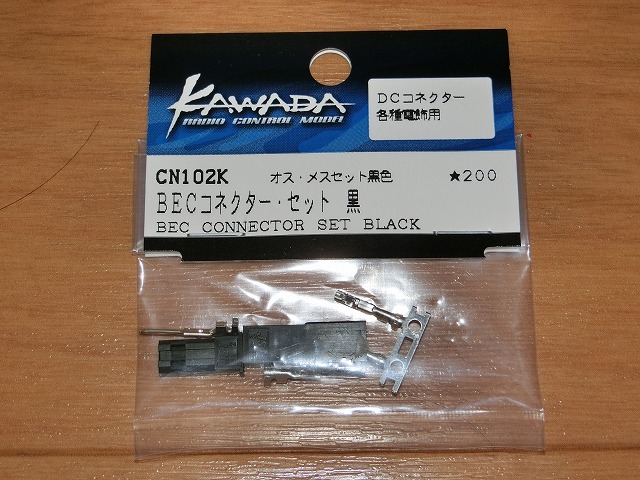 KAWADA
RADIO CONTROL MODEL
DCコネクター
各種電飾用
CN102K オス・メスセット黒色 ★200
BECコネクター・セット 黒
BEC CONNECTOR SET BLACK